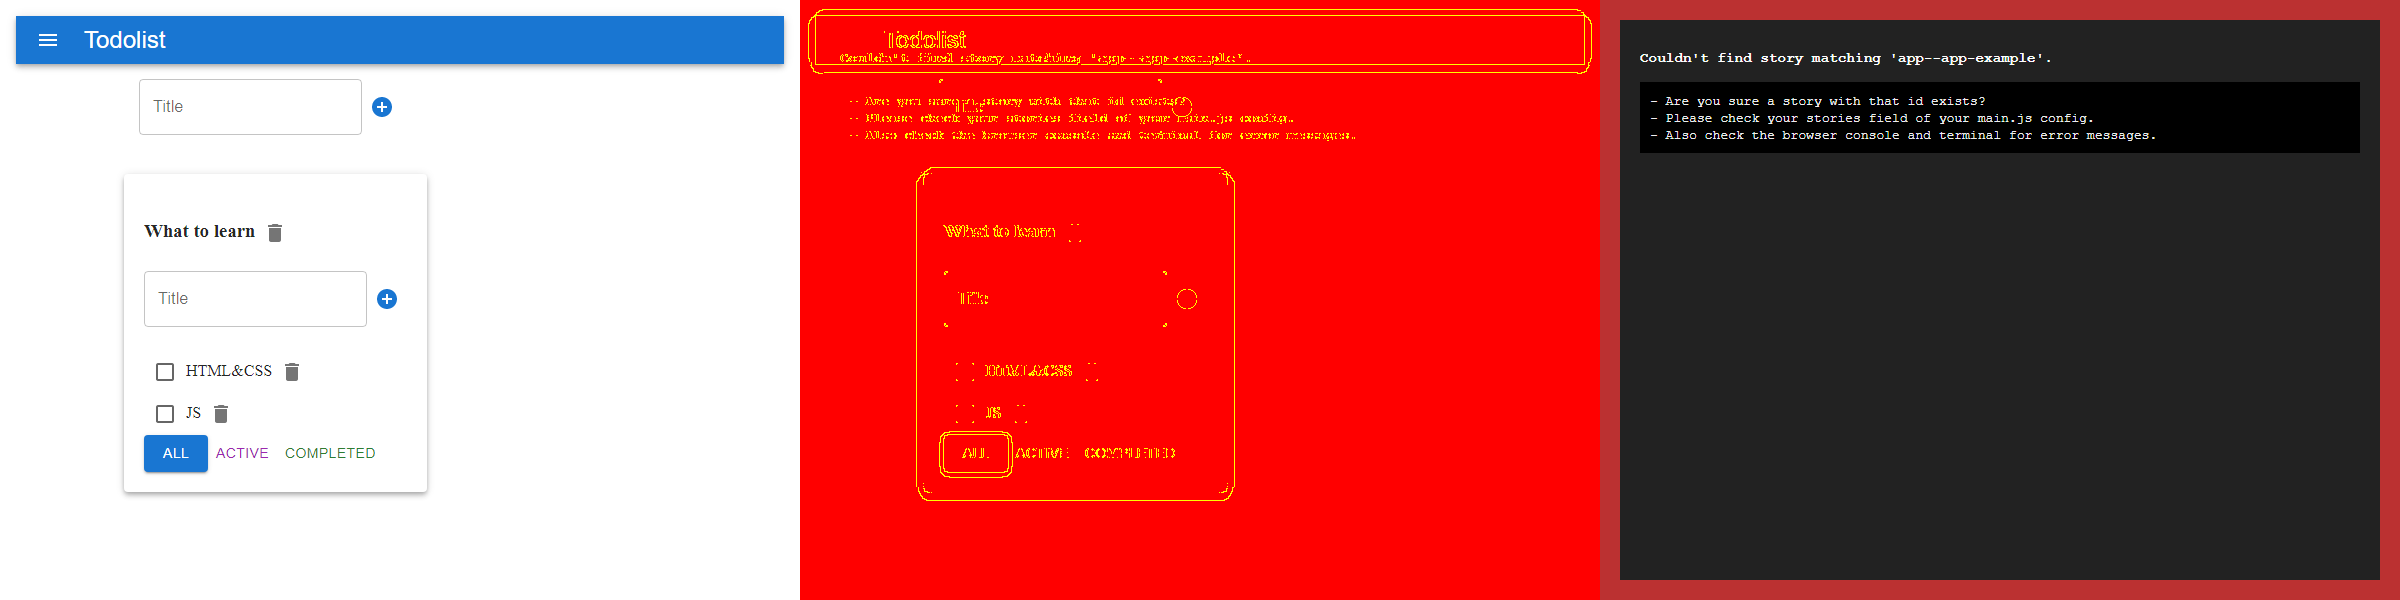 Todolist
Title
What to learn
Title
HTML&CSS
JS
ALL ACTIVE COMPLETED
Todolist
Couldn't find story matching 'app--app-example'.
- Are you sure a story with that id exists?
- Please check your stories field of your main.js config.
- Also check the browser console and terminal for error messages.
What to learn
Title
HTML&CSS
JS
ALL ACTIVE COMPLETED
Couldn't find story matching 'app--app-example'.
- Are you sure a story with that id exists?
- Please check your stories field of your main.js config.
- Also check the browser console and terminal for error messages.